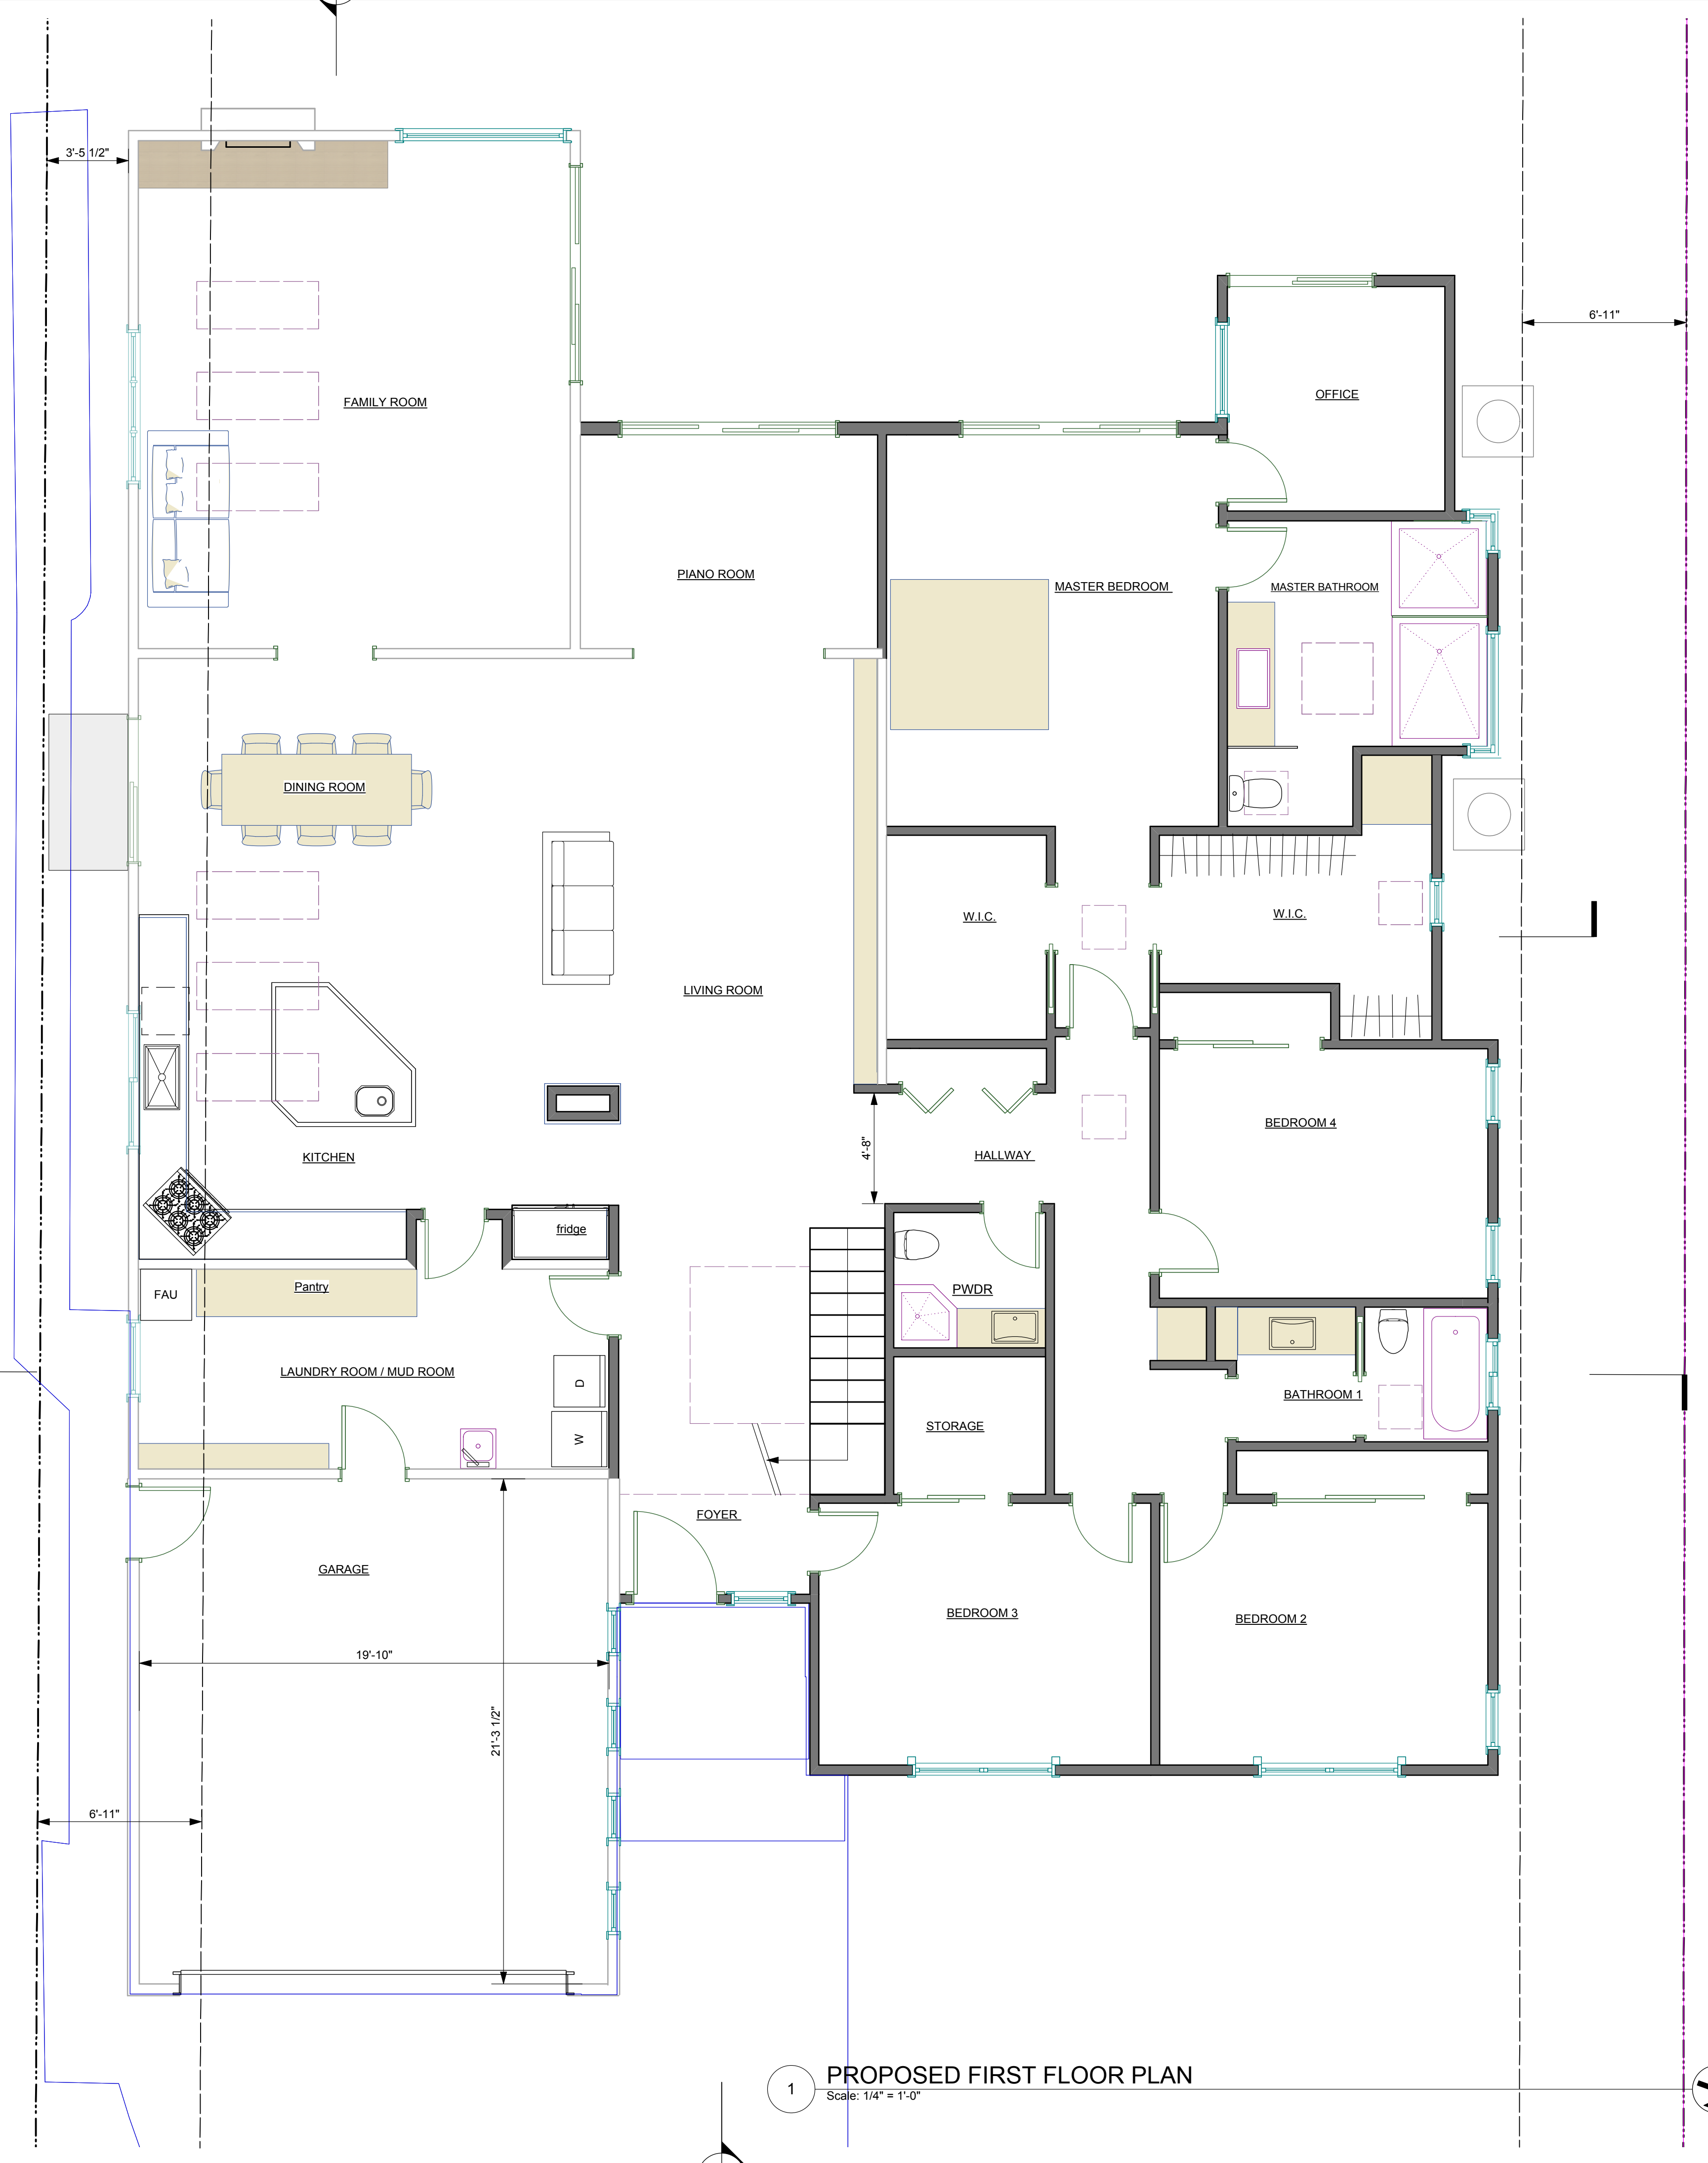 3'-5 1/2"
6'-11"
OFFICE
FAMILY ROOM
PIANO ROOM
MASTER BEDROOM
MASTER BATHROOM
DINING ROOM
W.I.C.
W.I.C.
LIVING ROOM
BEDROOM 4
4'-8"
HALLWAY
KITCHEN
fridge
PWDR
FAU
Pantry
LAUNDRY ROOM / MUD ROOM
D
W
BATHROOM 1
STORAGE
FOYER
GARAGE
BEDROOM 3
BEDROOM 2
19'-10"
21'-3 1/2"
6'-11"
1
PROPOSED FIRST FLOOR PLAN
Scale: 1/4" = 1'-0"